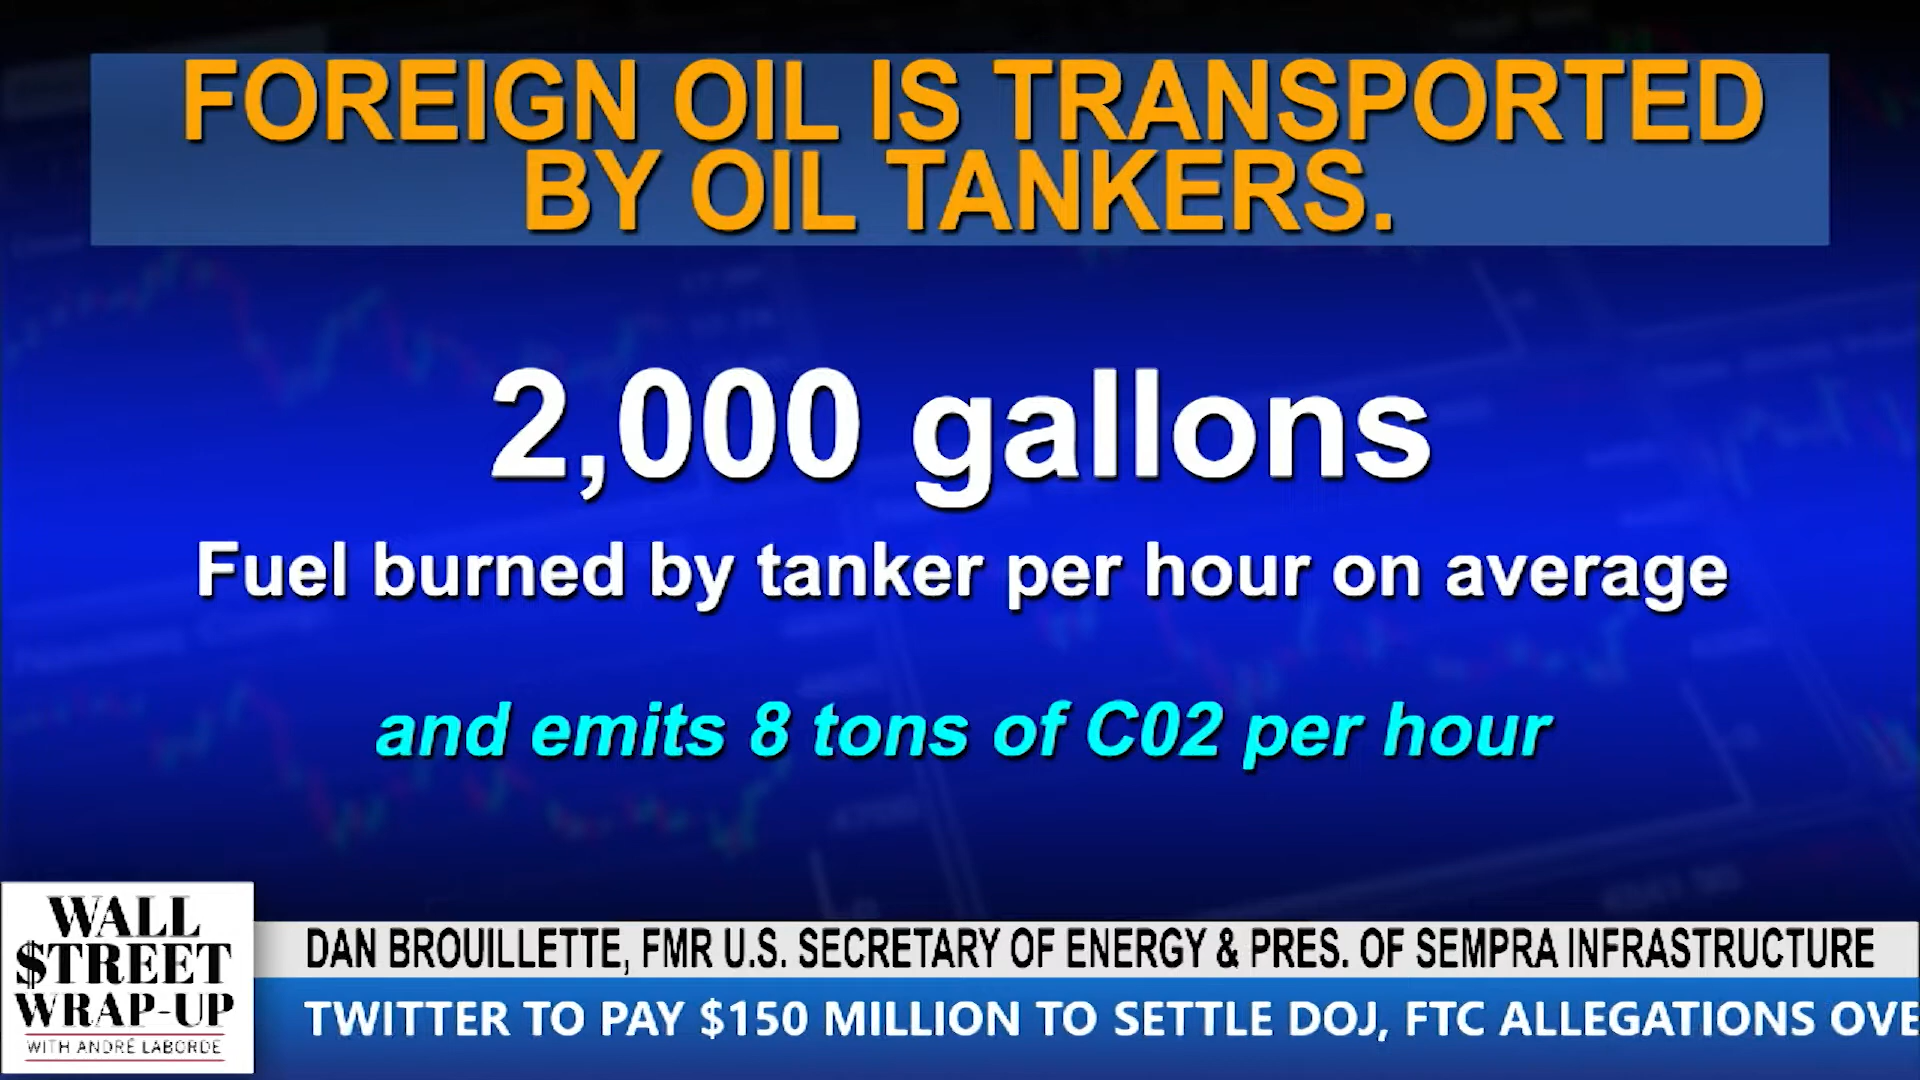 FOREIGN OIL IS TRANSPORTED
BY OIL TANKERS.
2,000 gallons
Fuel burned by tanker per hour on average
and emits 8 tons of C02 per hour
WALL
$TREET
WRAP-UP
WITH ANDRÉ LABORDE
DAN BROUILLETTE, FMR U.S. SECRETARY OF ENERGY & PRES. OF SEMPRA INFRASTRUCTURE
TWITTER TO PAY $150 MILLION TO SETTLE DOJ, FTC ALLEGATIONS OVE